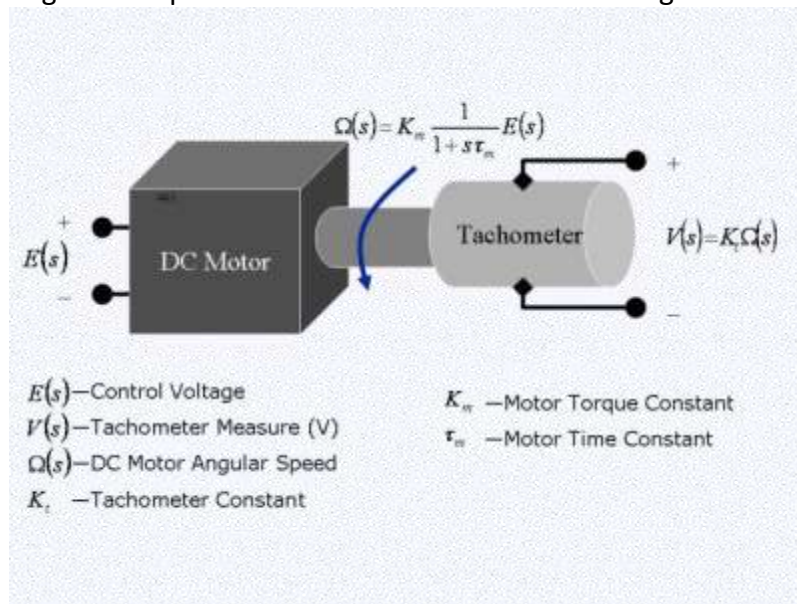 Ω(s)=K_m 1/(1+sτ_m) E(s)
+
E(s)
−
DC Motor
Tachometer
+
V(s)=K_tΩ(s)
−
E(s)—Control Voltage
V(s)—Tachometer Measure (V)
Ω(s)—DC Motor Angular Speed
K_t —Tachometer Constant
K_m —Motor Torque Constant
τ_m —Motor Time Constant